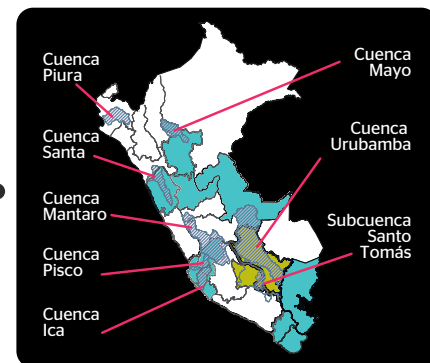 Cuenca
Piura
Cuenca
Santa
Cuenca
Mantaro
Cuenca
Pisco
Cuenca
Ica
Cuenca
Mayo
Cuenca
Urubamba
Subcuenca
Santo
Tomás